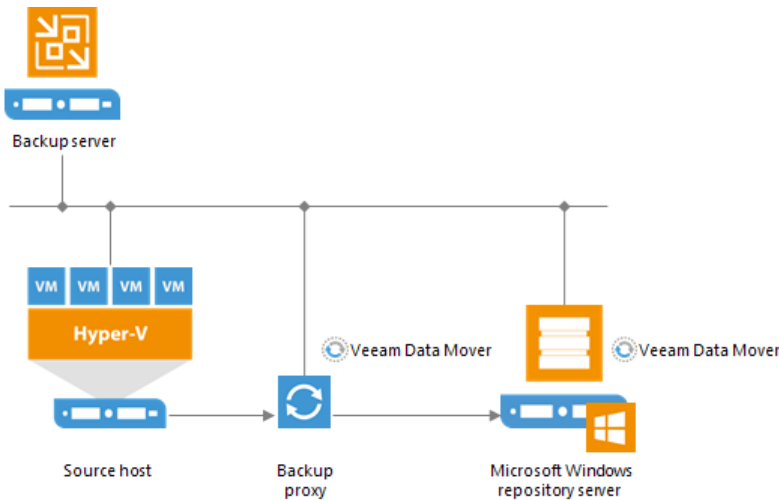 Backup server
VM VM VM VM
Hyper-V
Veeam Data Mover
Veeam Data Mover
Source host
Backup
proxy
Microsoft Windows
repository server